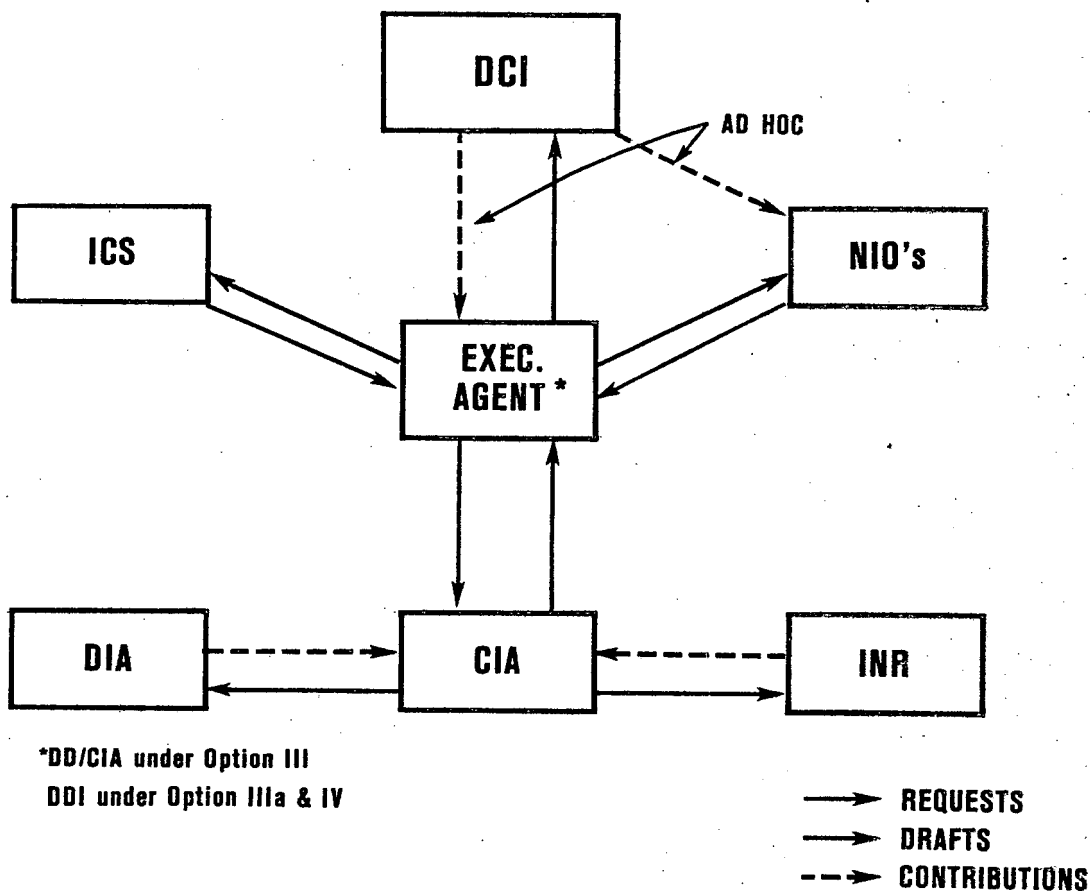 DCI
AD HOC
ICS
NIO's
EXEC.
AGENT*
DIA
CIA
INR
*DD/CIA under Option III
DDI under Option IIIa & IV
REQUESTS
DRAFTS
CONTRIBUTIONS